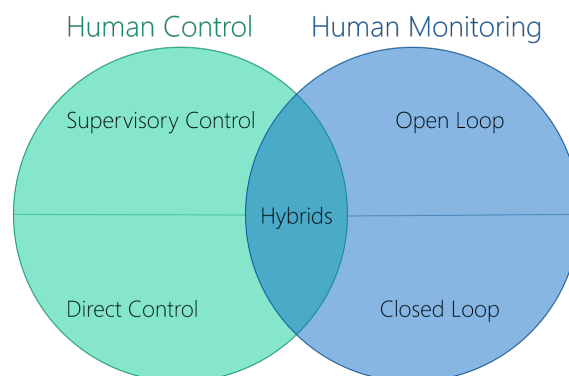 Human Control
Human Monitoring
Supervisory Control
Open Loop
Hybrids
Direct Control
Closed Loop